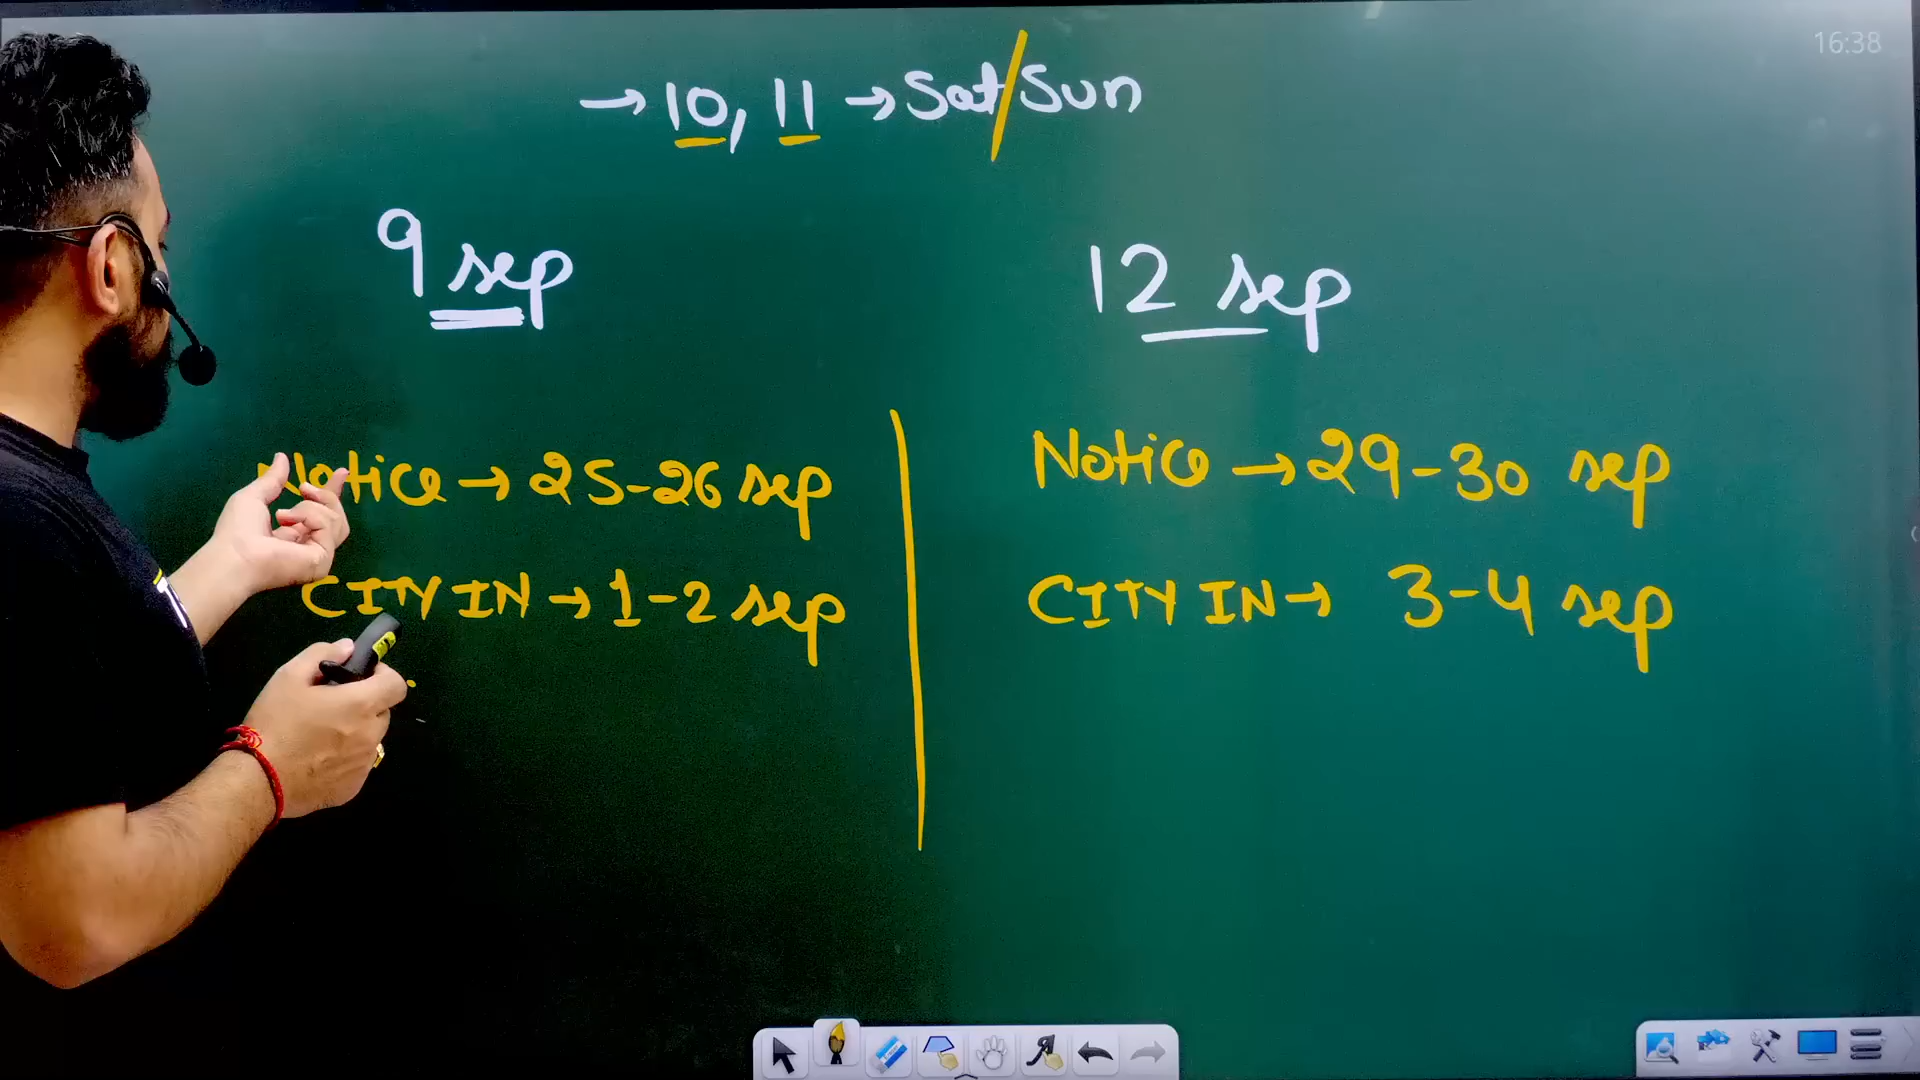 16:38
→ 10, 11 → Sat/Sun
9 sep
12 sep
Notice → 25-26 sep
CITY IN → 1-2 sep
Notice → 29-30 sep
CITY IN → 3-4 sep